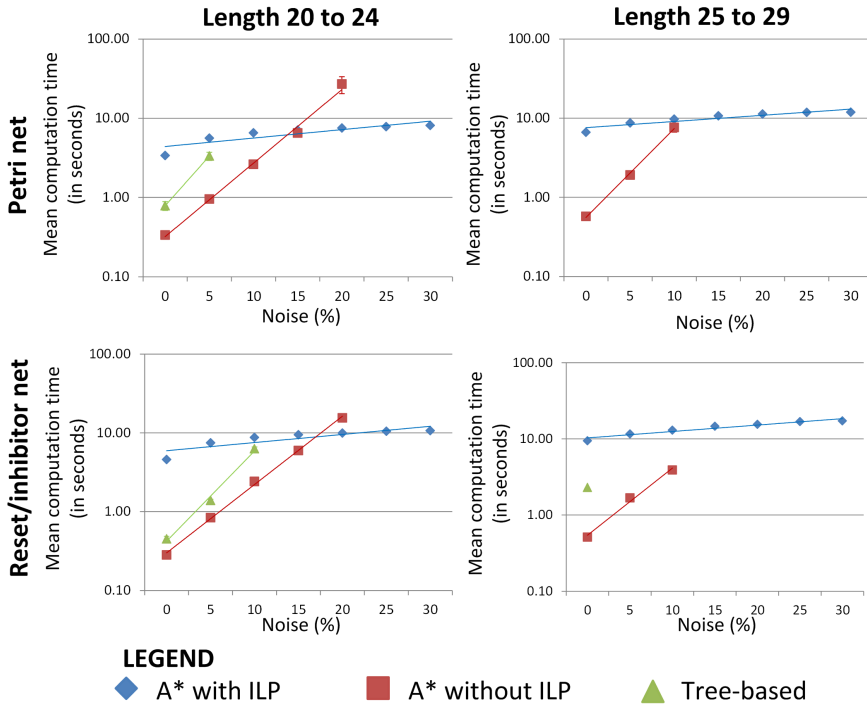 Length 20 to 24
Length 25 to 29
Petri net
Mean computation time
(in seconds)
100.00
10.00
1.00
0.10
0 5 10 15 20 25 30
Noise (%)
Mean computation time
(in seconds)
100.00
10.00
1.00
0.10
0 5 10 15 20 25 30
Noise (%)
Reset/inhibitor net
Mean computation time
(in seconds)
100.00
10.00
1.00
0.10
0 5 10 15 20 25 30
Noise (%)
Mean computation time
(in seconds)
100.00
10.00
1.00
0.10
0 5 10 15 20 25 30
Noise (%)
LEGEND
A* with ILP
A* without ILP
Tree-based